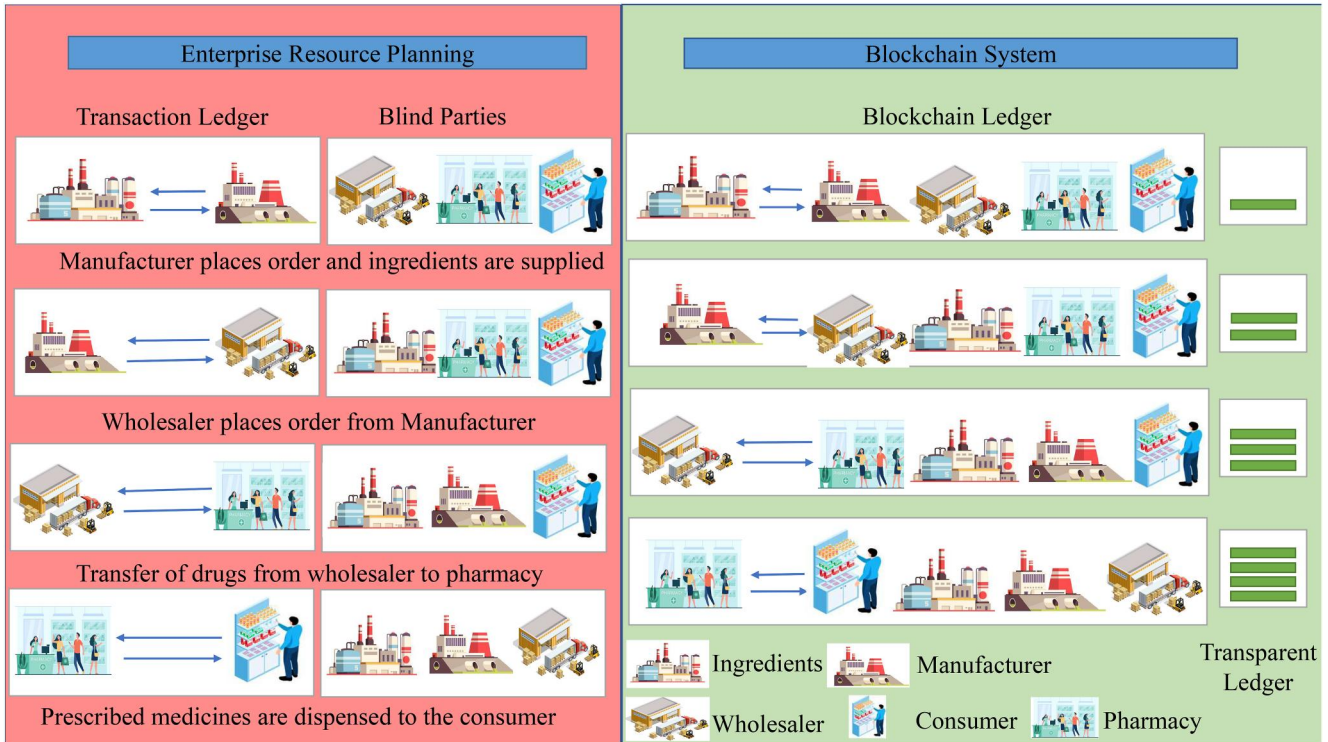 Enterprise Resource Planning
Transaction Ledger
Blind Parties
Manufacturer places order and ingredients are supplied
Wholesaler places order from Manufacturer
Transfer of drugs from wholesaler to pharmacy
Prescribed medicines are dispensed to the consumer
Blockchain System
Blockchain Ledger
Ingredients
Manufacturer
Wholesaler
Consumer
Pharmacy
Transparent
Ledger